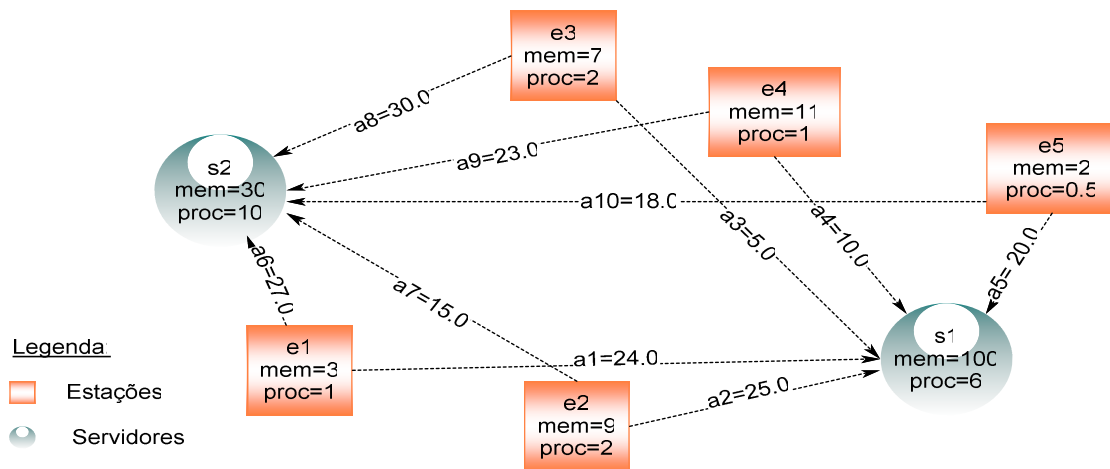 e3
mem=7
proc=2
e4
mem=11
proc=1
e5
mem=2
proc=0.5
a8=30.0
a9=23.0
s2
mem=30
proc=10
a10=18.0
a3=5.0
a4=10.0
a5= 20.0
a6=27.0
a7=15.0
e1
mem=3
proc=1
a1=24.0
s1
mem=100
proc=6
e2
mem=9
proc=2
a2=25.0
Legenda:
Estações
Servidores